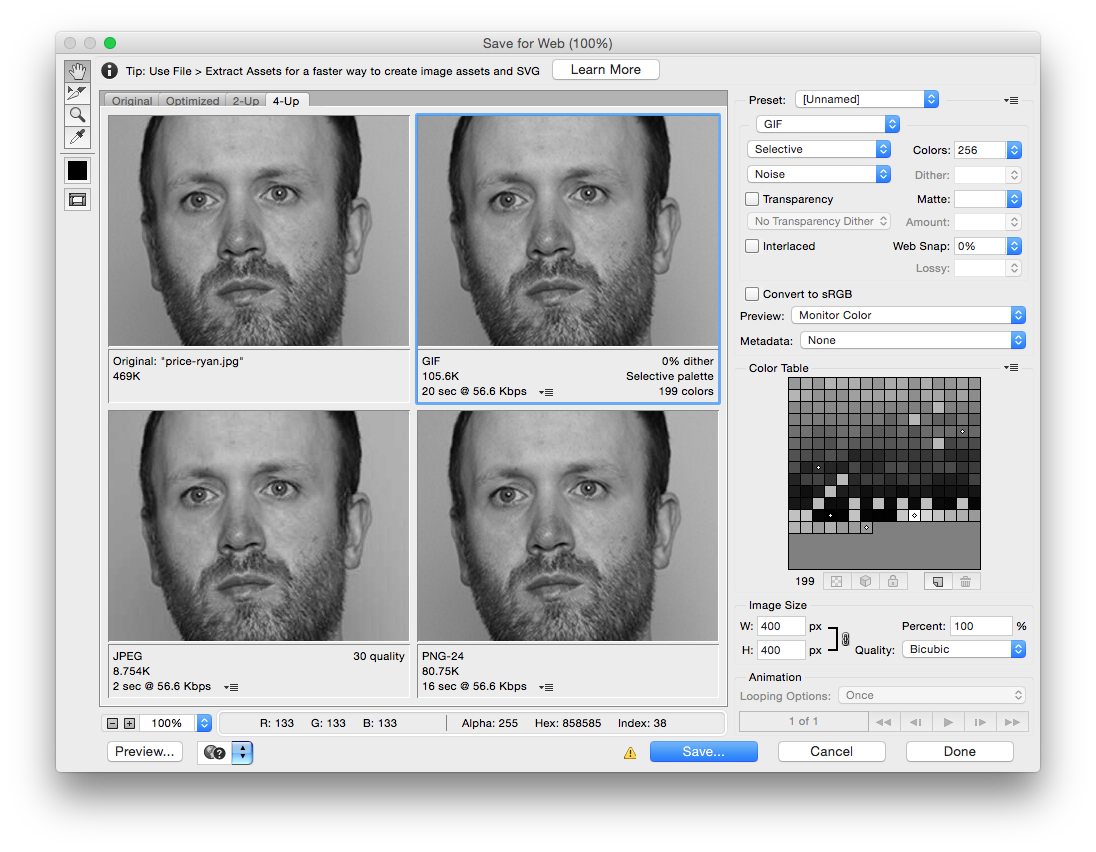 Save for Web (100%)
Tip: Use File > Extract Assets for a faster way to create image assets and SVG
Learn More
Original
Optimized
2-Up
4-Up
Original: "price-ryan.jpg"
469K
GIF
0% dither
105.6K
Selective palette
20 sec @ 56.6 Kbps
199 colors
JPEG
30 quality
8.754K
2 sec @ 56.6 Kbps
PNG-24
80.75K
16 sec @ 56.6 Kbps
100%
R: 133
G: 133
B: 133
Alpha: 255
Hex: 858585
Index: 38
Preview...
?
Save...
Cancel
Done
Preset: [Unnamed]
GIF
Selective
Colors: 256
Noise
Dither:
Transparency
Matte:
No Transparency Dither
Amount:
Interlaced
Web Snap: 0%
Lossy:
Convert to sRGB
Preview: Monitor Color
Metadata: None
Color Table
199
Image Size
W: 400 px
Percent: 100 %
H: 400 px
Quality: Bicubic
Animation
Looping Options: Once
1 of 1